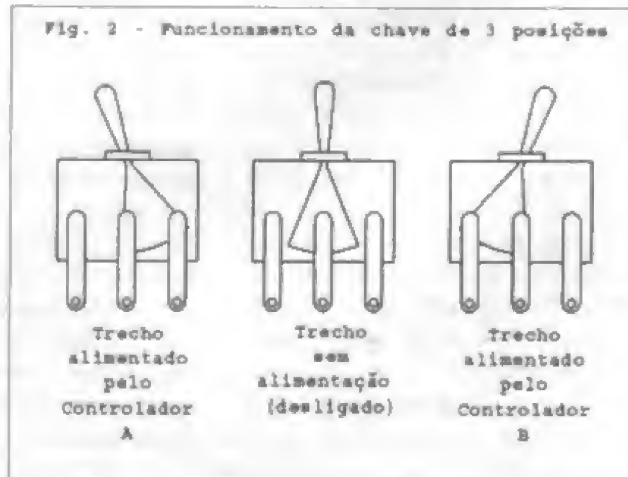 Fig. 2 - Funcionamento da chave de 3 posições
Trecho
alimentado
pelo
Controlador
A
Trecho
sem
alimentação
(desligado)
Trecho
alimentado
pelo
Controlador
B